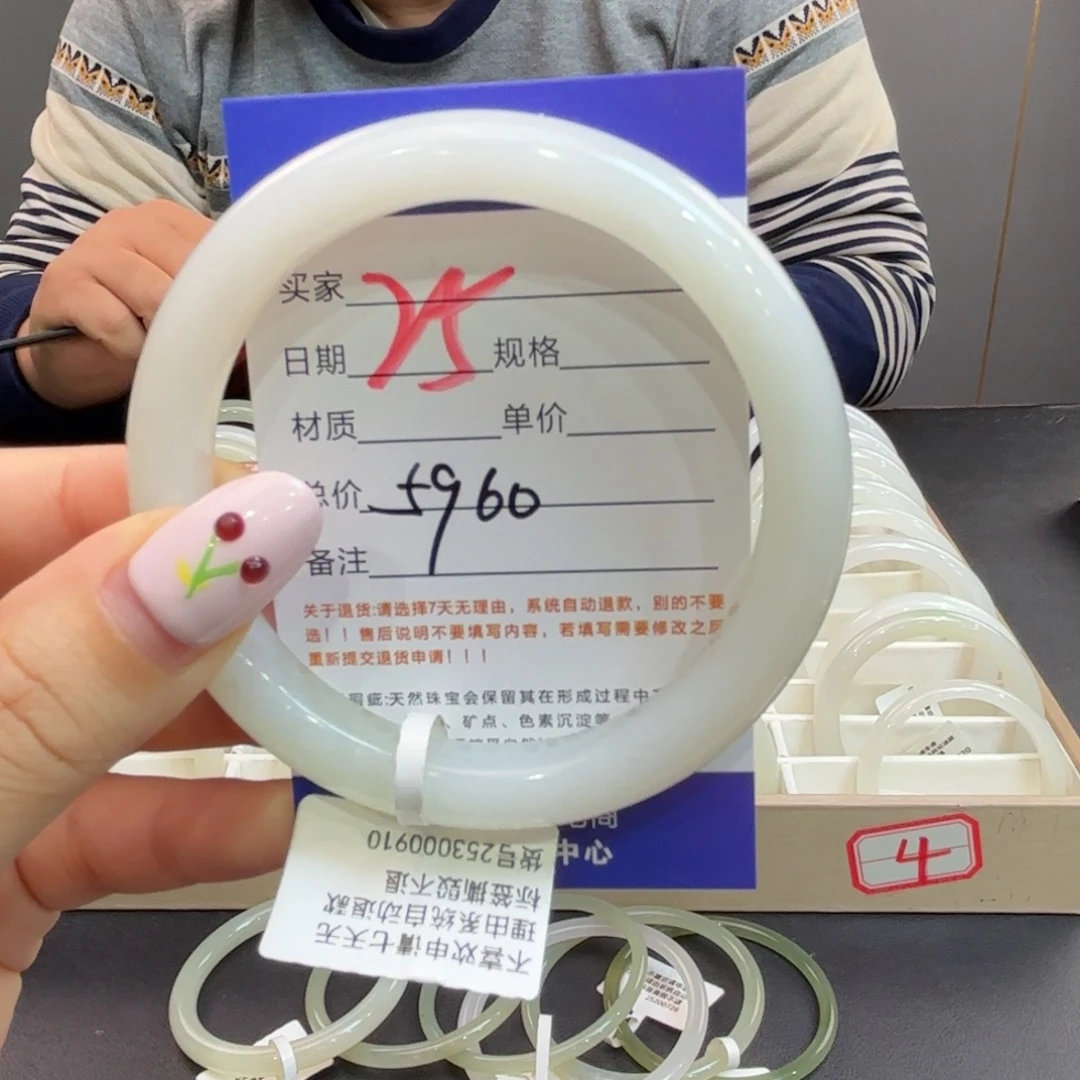 买家
日期 规格
材质 单价
总价 5960
备注
关于退货:请选择7天无理由，系统自动退款，别的不要
选！！售后说明不要填写内容，若填写需要修改之后
重新提交退货申请！！！
瑕疵:天然珠宝会保留其在形成过程中
、矿点、色素沉淀等
电商
中心
不喜欢申请七天无
理由系统自动退款
标签撕毁不退
货号253000910
4